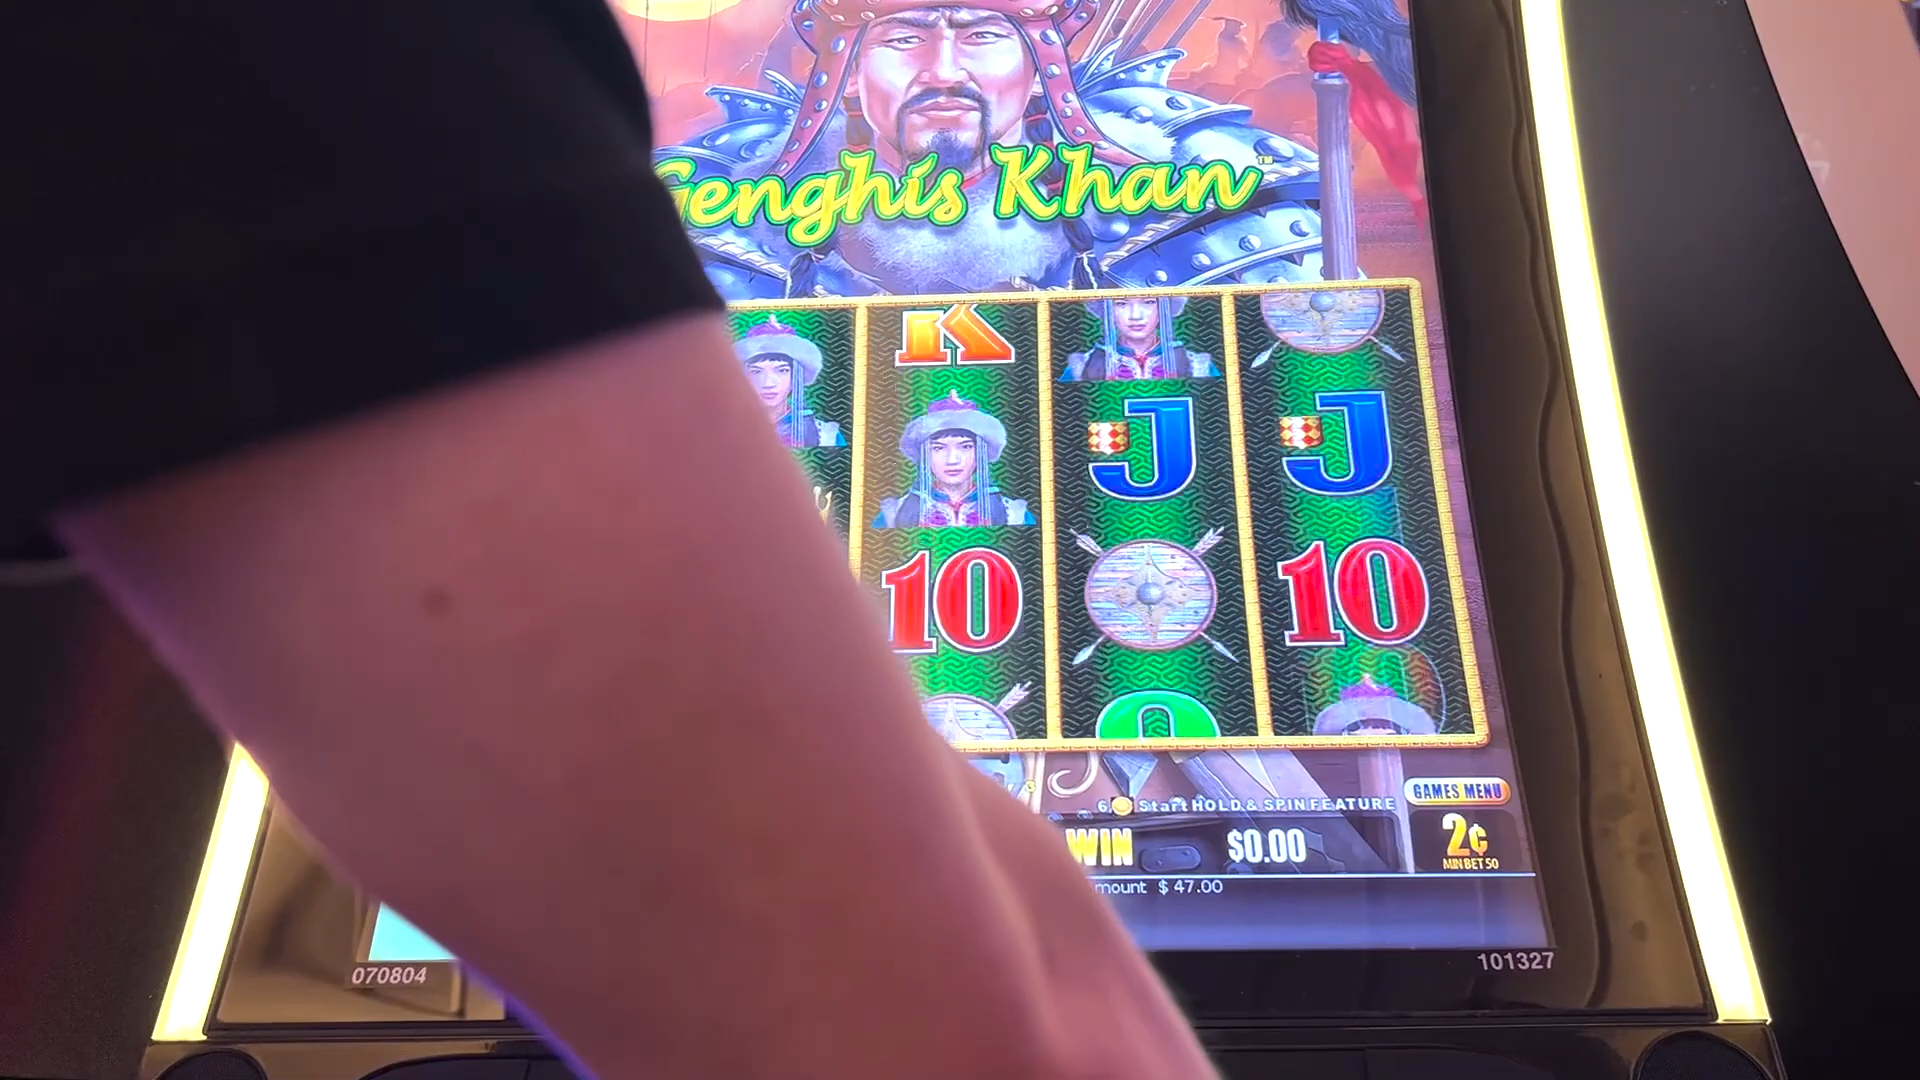 Genghis Khan™
K
J
J
10
10
6 Start HOLD & SPIN FEATURE
GAMES MENU
WIN $0.00
2¢
MIN BET 50
mount $ 47.00
070804
101327